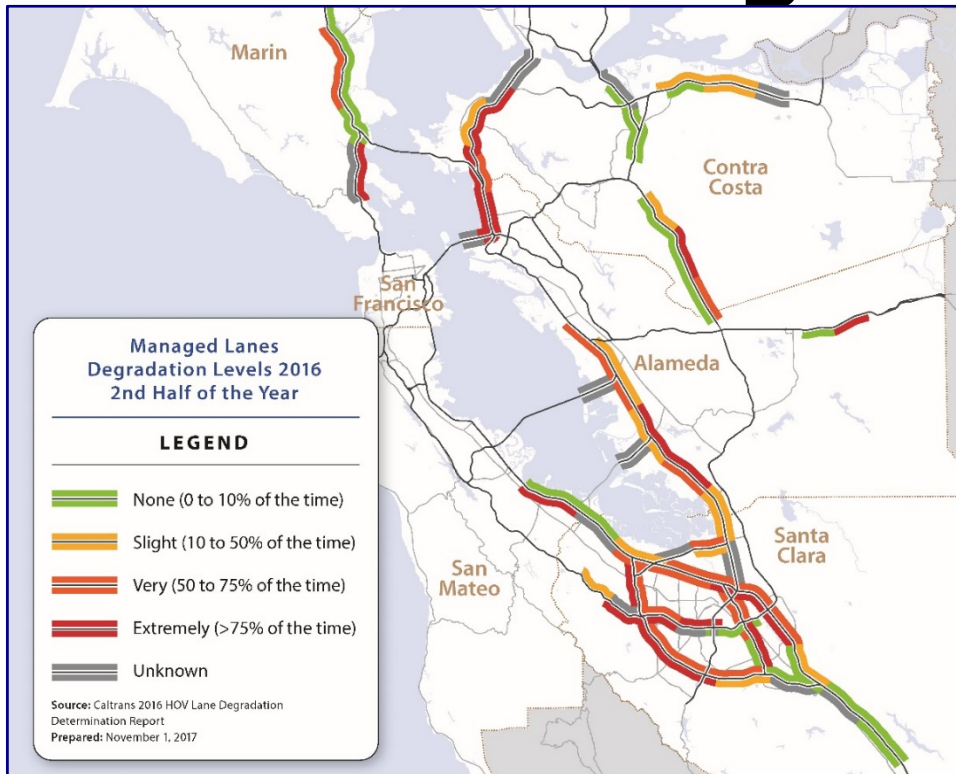 Marin
Contra
Costa
San
Francisco
Alameda
San
Mateo
Santa
Clara
Managed Lanes
Degradation Levels 2016
2nd Half of the Year
LEGEND
None (0 to 10% of the time)
Slight (10 to 50% of the time)
Very (50 to 75% of the time)
Extremely (>75% of the time)
Unknown
Source: Caltrans 2016 HOV Lane Degradation
Determination Report
Prepared: November 1, 2017